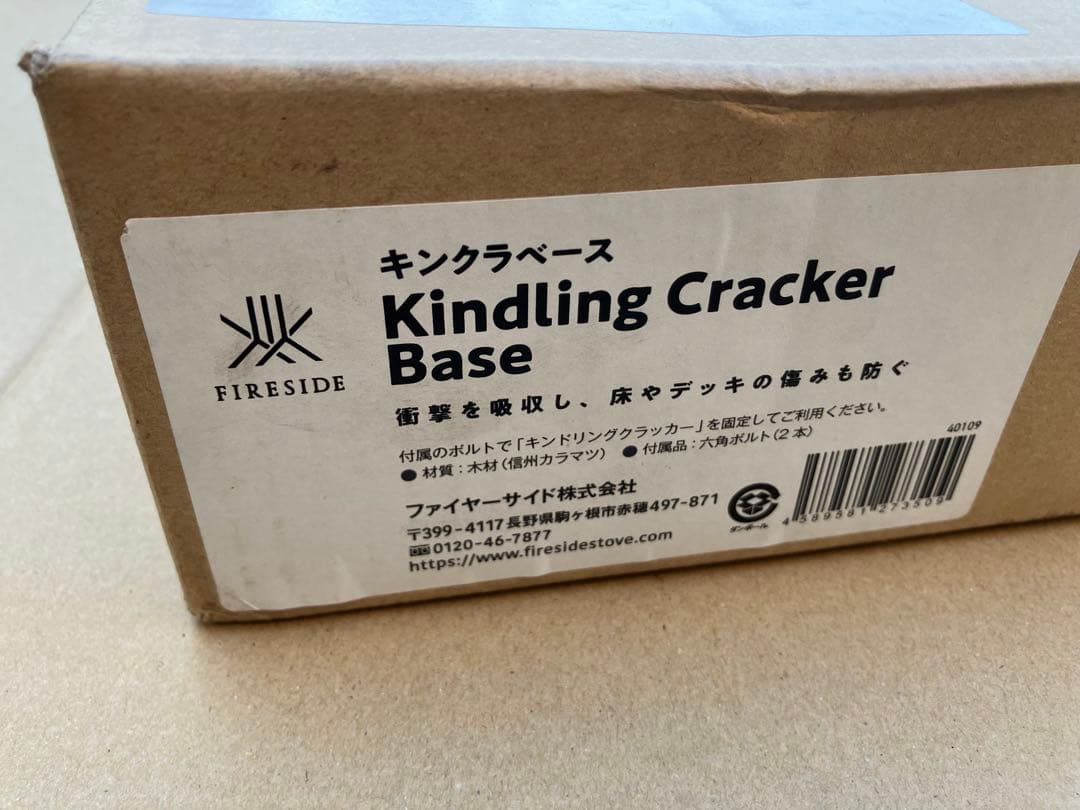 FIRESIDE
キンクラベース
Kindling Cracker
Base
衝撃を吸収し、床やデッキの傷みも防ぐ
付属のボルトで「キンドリングクラッカー」を固定してご利用ください。
●材質：木材（信州カラマツ） ●付属品：六角ボルト（2本）
ファイヤーサイド株式会社
〒399-4117 長野県駒ヶ根市赤穂497-871
0120-46-7877
https://www.firesidestove.com
ダンボール
40109
4 589581 273509